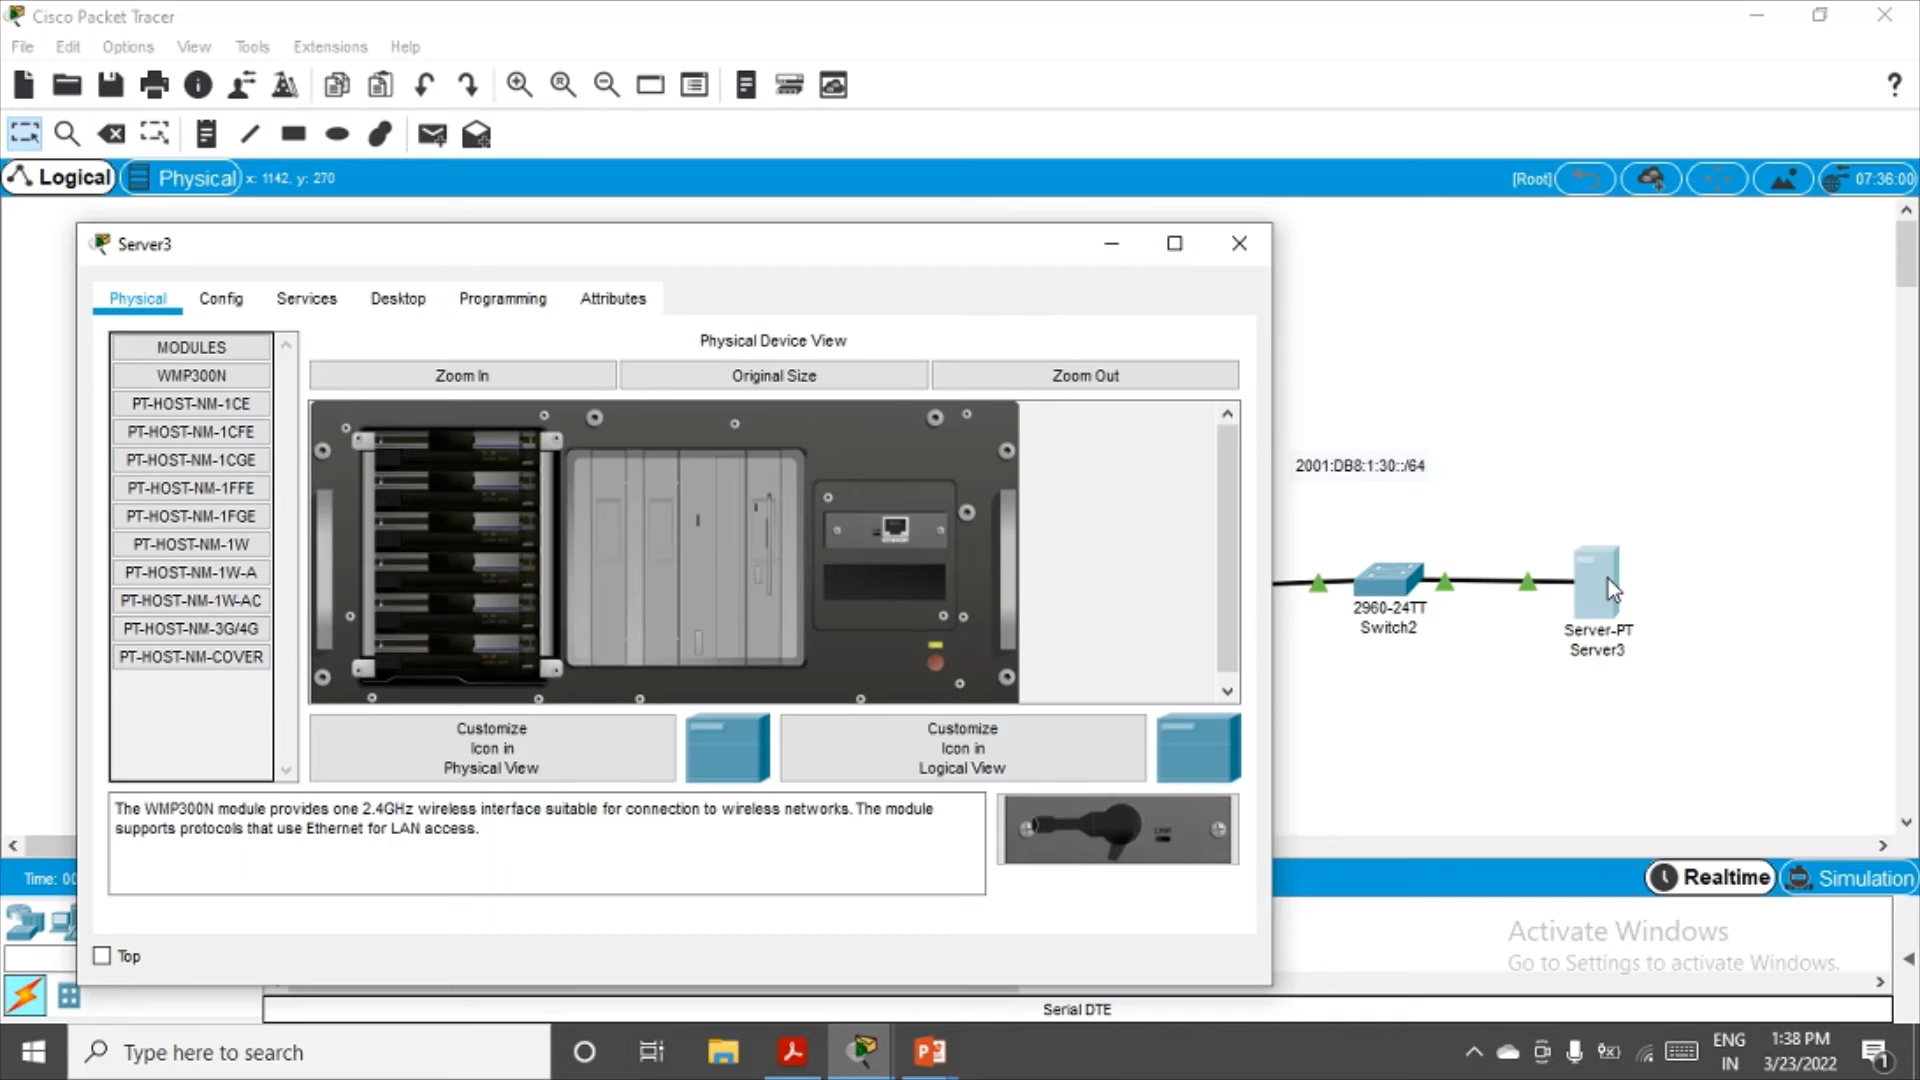 Cisco Packet Tracer
File Edit Options View Tools Extensions Help
?
Logical Physical x: 1142, y: 270 [Root] 07:36:00
Server3
Physical Config Services Desktop Programming Attributes
MODULES
WMP300N
PT-HOST-NM-1CE
PT-HOST-NM-1CFE
PT-HOST-NM-1CGE
PT-HOST-NM-1FFE
PT-HOST-NM-1FGE
PT-HOST-NM-1W
PT-HOST-NM-1W-A
PT-HOST-NM-1W-AC
PT-HOST-NM-3G/4G
PT-HOST-NM-COVER
Physical Device View
Zoom In Original Size Zoom Out
Customize
Icon in
Physical View
Customize
Icon in
Logical View
The WMP300N module provides one 2.4GHz wireless interface suitable for connection to wireless networks. The module
supports protocols that use Ethernet for LAN access.
Top
2001:DB8:1:30::/64
2960-24TT
Switch2
Server-PT
Server3
Time: 00
Realtime Simulation
Activate Windows
Go to Settings to activate Windows.
Serial DTE
Type here to search
ENG
IN
1:38 PM
3/23/2022
1